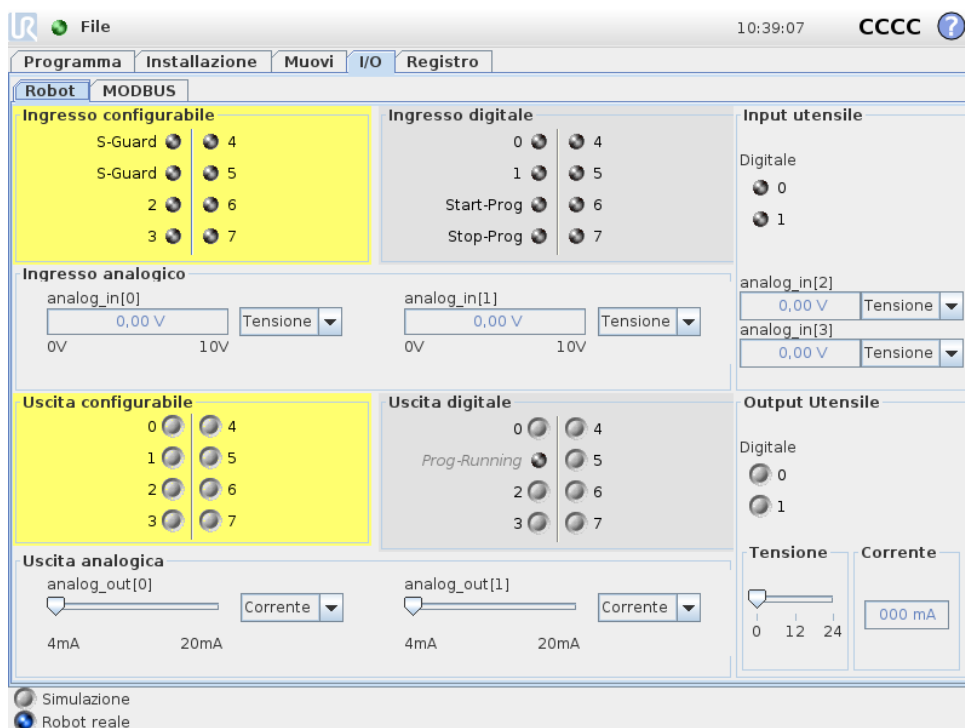 UR File 10:39:07 CCCC ?
Programma Installazione Muovi I/O Registro
Robot MODBUS
Ingresso configurabile
S-Guard 4
S-Guard 5
2 6
3 7
Ingresso digitale
0 4
1 5
Start-Prog 6
Stop-Prog 7
Input utensile
Digitale
0
1
Ingresso analogico
analog_in[0]
0,00 V Tensione
0V 10V
analog_in[1]
0,00 V Tensione
0V 10V
analog_in[2]
0,00 V Tensione
analog_in[3]
0,00 V Tensione
Uscita configurabile
0 4
1 5
2 6
3 7
Uscita digitale
0 4
Prog-Running 5
2 6
3 7
Output Utensile
Digitale
0
1
Uscita analogica
analog_out[0]
Corrente
4mA 20mA
analog_out[1]
Corrente
4mA 20mA
Tensione
0 12 24
Corrente
000 mA
Simulazione
Robot reale